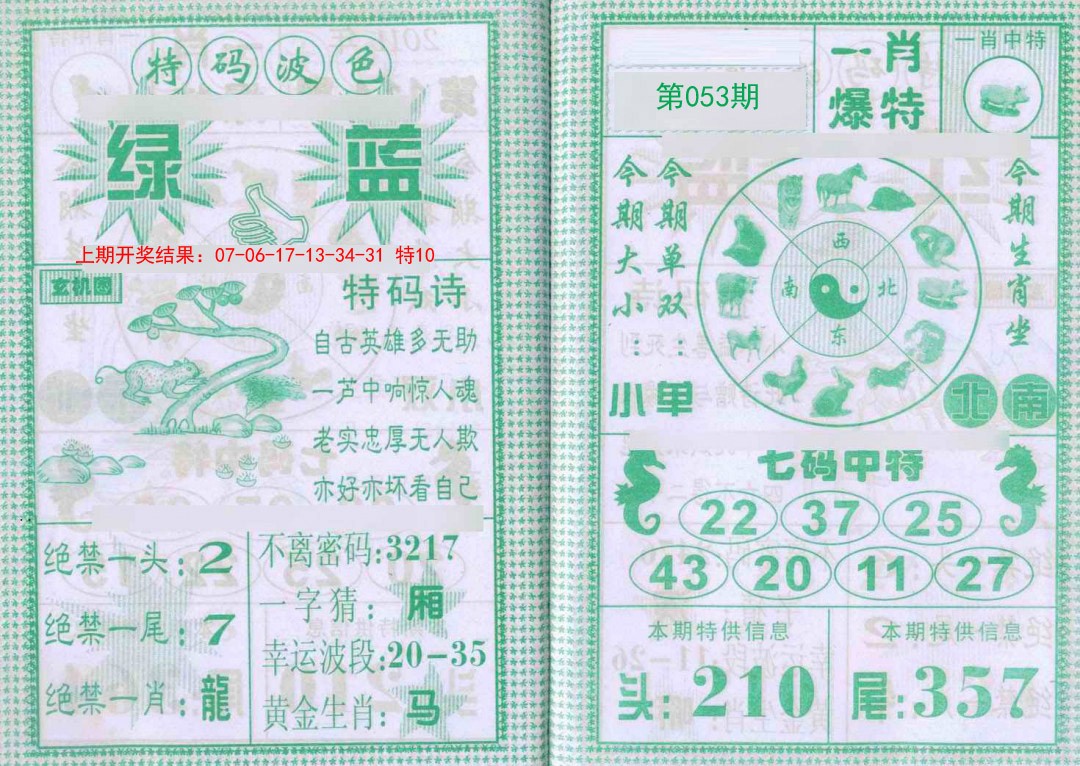 特码波色
绿 蓝
上期开奖结果：07-06-17-13-34-31 特10
玄机图
特码诗
自古英雄多无助
一芦中响惊人魂
老实忠厚无人欺
亦好亦坏看自己
绝禁一头:2
绝禁一尾:7
绝禁一肖:龍
不离密码:3217
一字猜：厢
幸运波段:20-35
黄金生肖:马
第053期
一肖
爆特
一肖中特
今期大小：小
今期单双：单
西
南 北
东
今期生肖坐
北 南
七码中特
22 37 25
43 20 11 27
本期特供信息
头:210
本期特供信息
尾:357